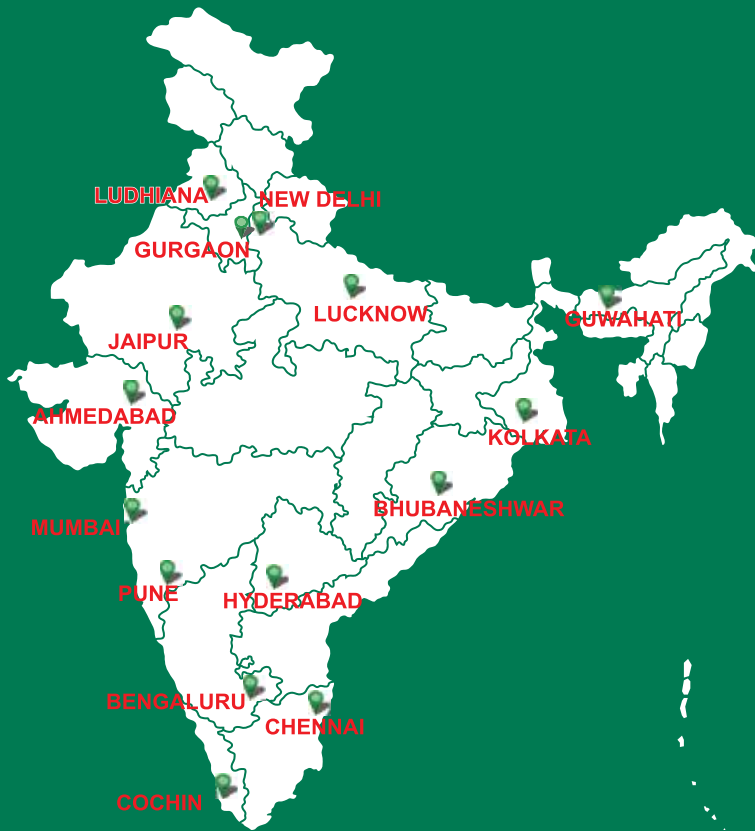 LUDHIANA
NEW DELHI
GURGAON
LUCKNOW
GUWAHATI
JAIPUR
AHMEDABAD
KOLKATA
BHUBANESHWAR
MUMBAI
PUNE
HYDERABAD
BENGALURU
CHENNAI
COCHIN